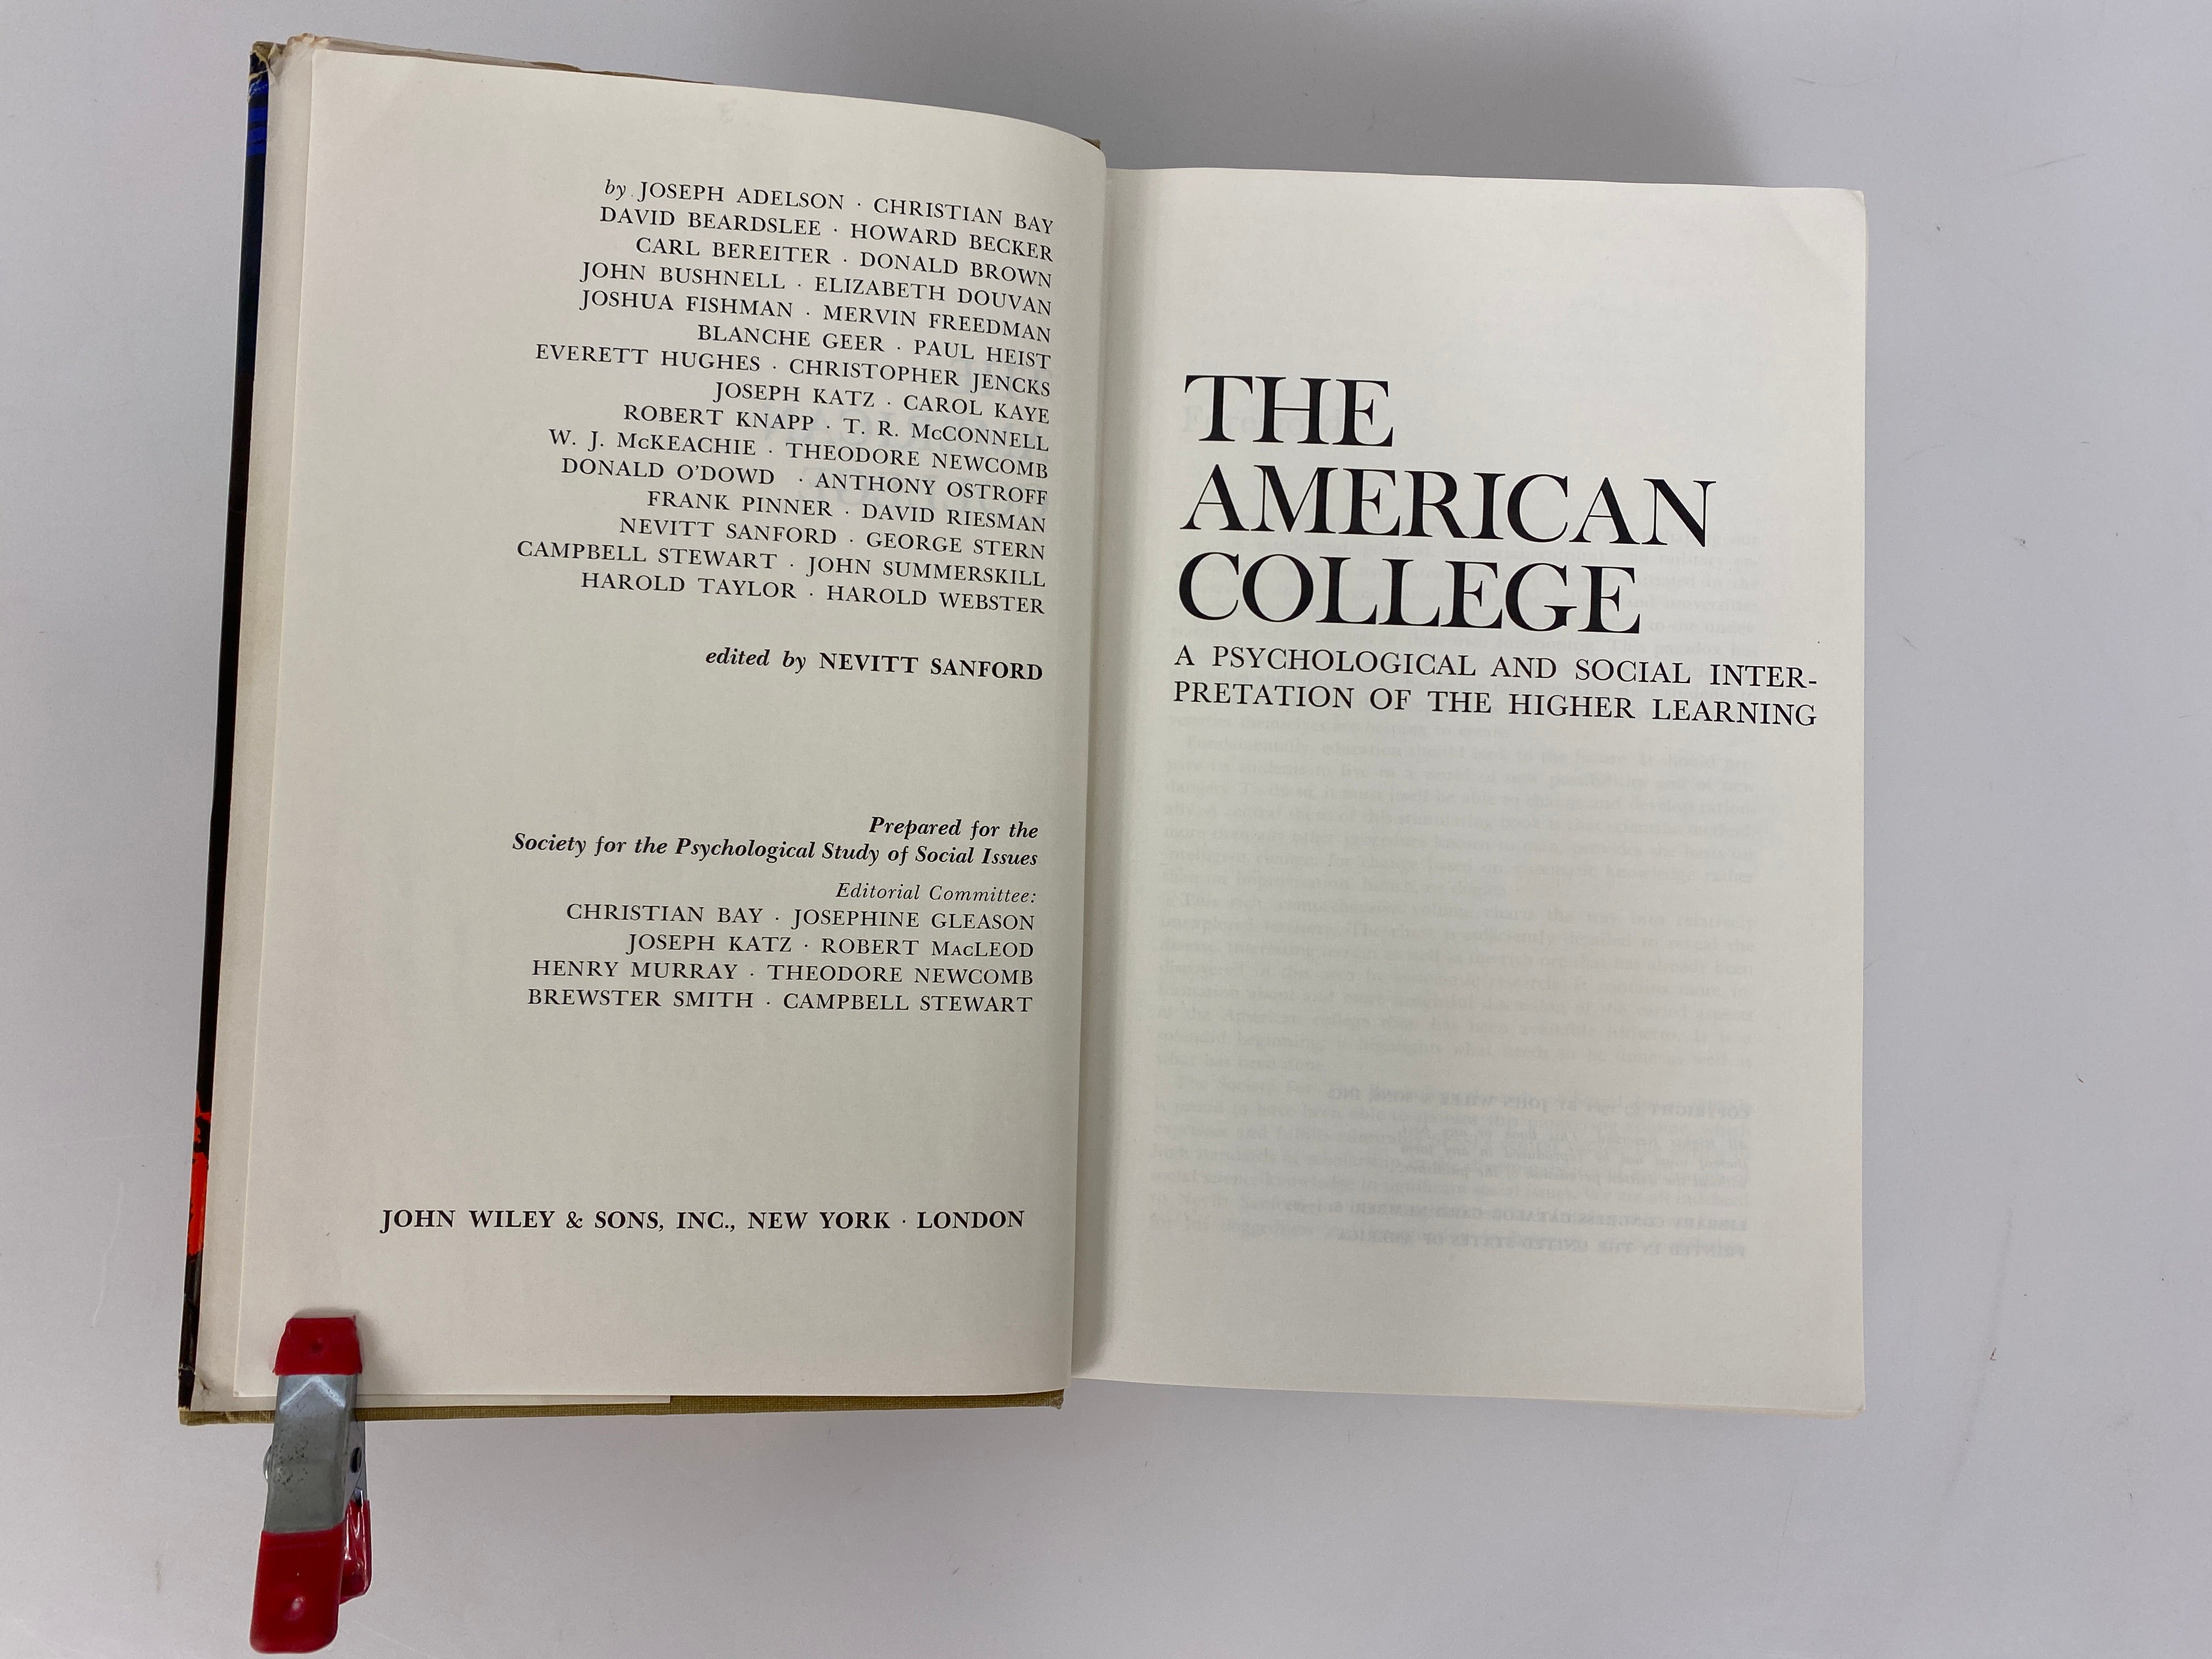 by JOSEPH ADELSON · CHRISTIAN BAY
DAVID BEARDSLEE · HOWARD BECKER
CARL BEREITER · DONALD BROWN
JOHN BUSHNELL · ELIZABETH DOUVAN
JOSHUA FISHMAN · MERVIN FREEDMAN
BLANCHE GEER · PAUL HEIST
EVERETT HUGHES · CHRISTOPHER JENCKS
JOSEPH KATZ · CAROL KAYE
ROBERT KNAPP · T. R. McCONNELL
W. J. McKEACHIE · THEODORE NEWCOMB
DONALD O'DOWD · ANTHONY OSTROFF
FRANK PINNER · DAVID RIESMAN
NEVITT SANFORD · GEORGE STERN
CAMPBELL STEWART · JOHN SUMMERSKILL
HAROLD TAYLOR · HAROLD WEBSTER
edited by NEVITT SANFORD
Prepared for the
Society for the Psychological Study of Social Issues
Editorial Committee:
CHRISTIAN BAY · JOSEPHINE GLEASON
JOSEPH KATZ · ROBERT MacLEOD
HENRY MURRAY · THEODORE NEWCOMB
BREWSTER SMITH · CAMPBELL STEWART
JOHN WILEY & SONS, INC., NEW YORK · LONDON
THE
AMERICAN
COLLEGE
A PSYCHOLOGICAL AND SOCIAL INTER-
PRETATION OF THE HIGHER LEARNING